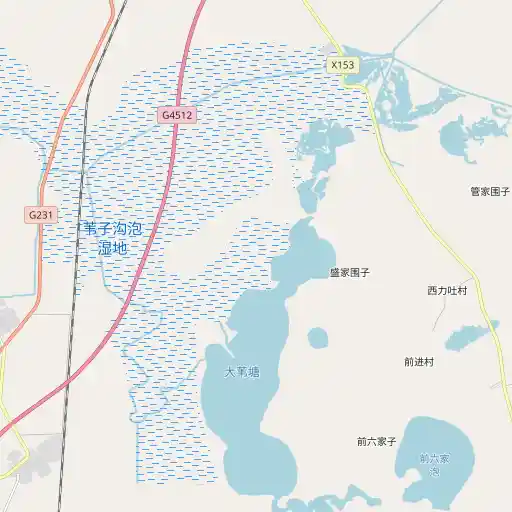 X153
G4512
管家围子
G231
苇子沟泡
湿地
盛家围子
西力吐村
前进村
大苇塘
前六家子
前六家
泡